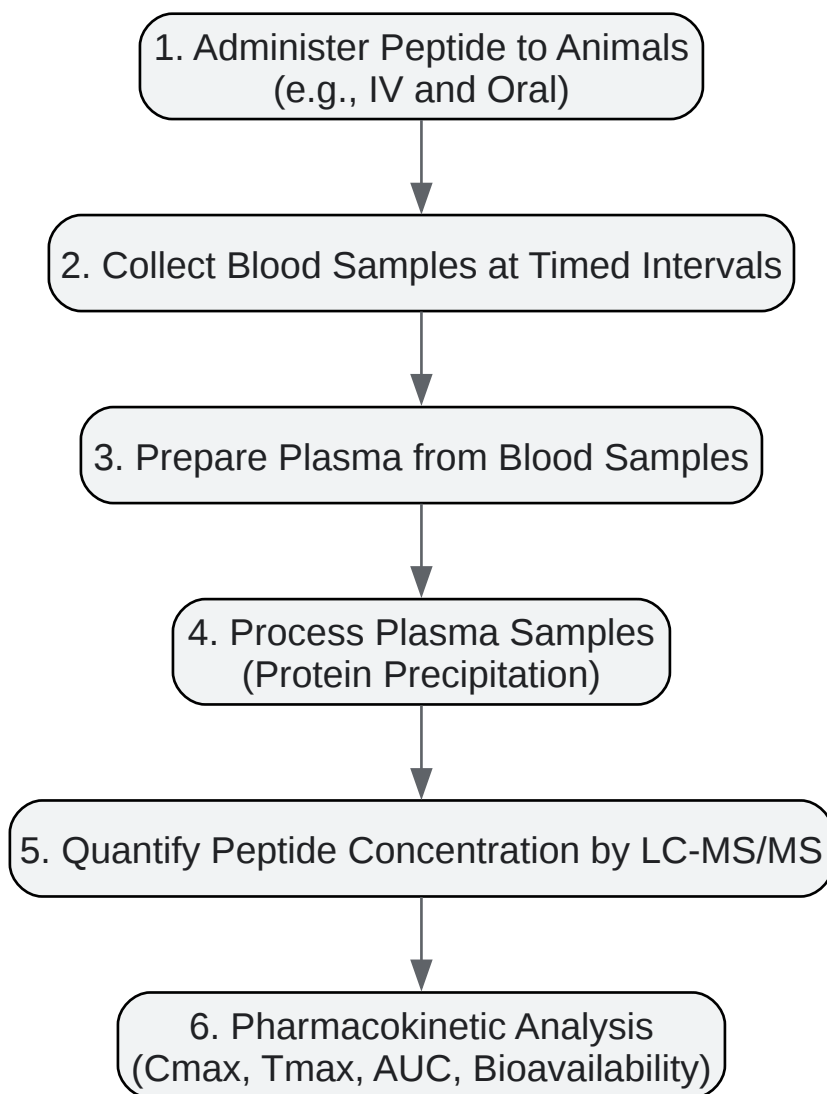 1. Administer Peptide to Animals
(e.g., IV and Oral)
2. Collect Blood Samples at Timed Intervals
3. Prepare Plasma from Blood Samples
4. Process Plasma Samples
(Protein Precipitation)
5. Quantify Peptide Concentration by LC-MS/MS
6. Pharmacokinetic Analysis
(Cmax, Tmax, AUC, Bioavailability)